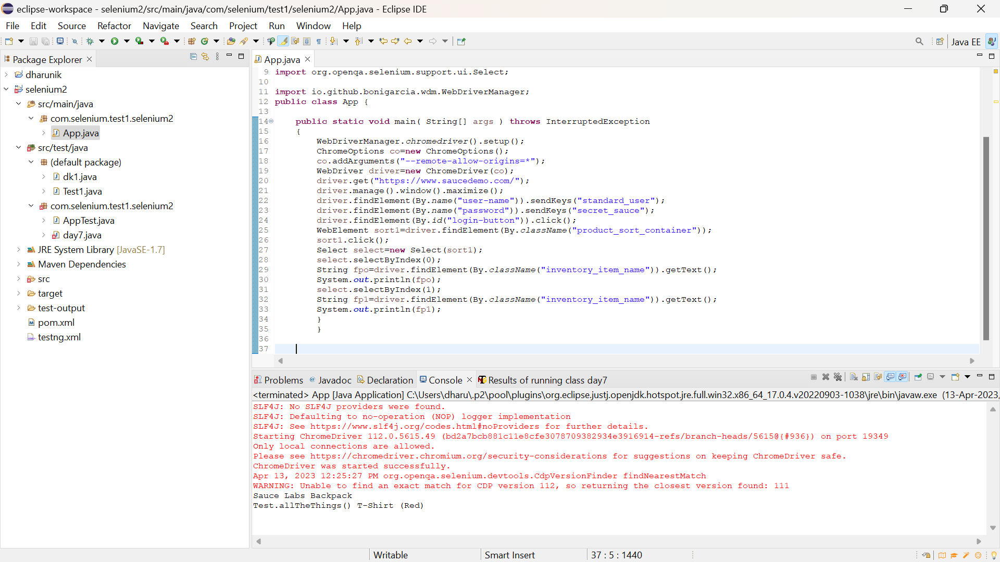 eclipse-workspace - selenium2/src/main/java/com/selenium/test1/selenium2/App.java - Eclipse IDE
File Edit Source Refactor Navigate Search Project Run Window Help
Java EE
Package Explorer
dharunik
selenium2
src/main/java
com.selenium.test1.selenium2
App.java
src/test/java
(default package)
dk1.java
Test1.java
com.selenium.test1.selenium2
AppTest.java
day7.java
JRE System Library [JavaSE-1.7]
Maven Dependencies
src
target
test-output
pom.xml
testng.xml
App.java
9 import org.openqa.selenium.support.ui.Select;
10
11 import io.github.bonigarcia.wdm.WebDriverManager;
12 public class App {
13
14 public static void main( String[] args ) throws InterruptedException
15 {
16 WebDriverManager.chromedriver().setup();
17 ChromeOptions co=new ChromeOptions();
18 co.addArguments("--remote-allow-origins=*");
19 WebDriver driver=new ChromeDriver(co);
20 driver.get("https://www.saucedemo.com/");
21 driver.manage().window().maximize();
22 driver.findElement(By.name("user-name")).sendKeys("standard_user");
23 driver.findElement(By.name("password")).sendKeys("secret_sauce");
24 driver.findElement(By.id("login-button")).click();
25 WebElement sort1=driver.findElement(By.className("product_sort_container"));
26 sort1.click();
27 Select select=new Select(sort1);
28 select.selectByIndex(0);
29 String fpo=driver.findElement(By.className("inventory_item_name")).getText();
30 System.out.println(fpo);
31 select.selectByIndex(1);
32 String fp1=driver.findElement(By.className("inventory_item_name")).getText();
33 System.out.println(fp1);
34 }
35 }
36
37
Problems Javadoc Declaration Console Results of running class day7
<terminated> App [Java Application] C:\Users\dharu\.p2\pool\plugins\org.eclipse.justj.openjdk.hotspot.jre.full.win32.x86_64_17.0.4.v20220903-1038\jre\bin\javaw.exe (13-Apr-2023,
SLF4J: No SLF4J providers were found.
SLF4J: Defaulting to no-operation (NOP) logger implementation
SLF4J: See https://www.slf4j.org/codes.html#noProviders for further details.
Starting ChromeDriver 112.0.5615.49 (bd2a7bcb881c11e8cfe3078709382934e3916914-refs/branch-heads/5615@{#936}) on port 19349
Only local connections are allowed.
Please see https://chromedriver.chromium.org/security-considerations for suggestions on keeping ChromeDriver safe.
ChromeDriver was started successfully.
Apr 13, 2023 12:25:27 PM org.openqa.selenium.devtools.CdpVersionFinder findNearestMatch
WARNING: Unable to find an exact match for CDP version 112, so returning the closest version found: 111
Sauce Labs Backpack
Test.allTheThings() T-Shirt (Red)
Writable Smart Insert 37 : 5 : 1440